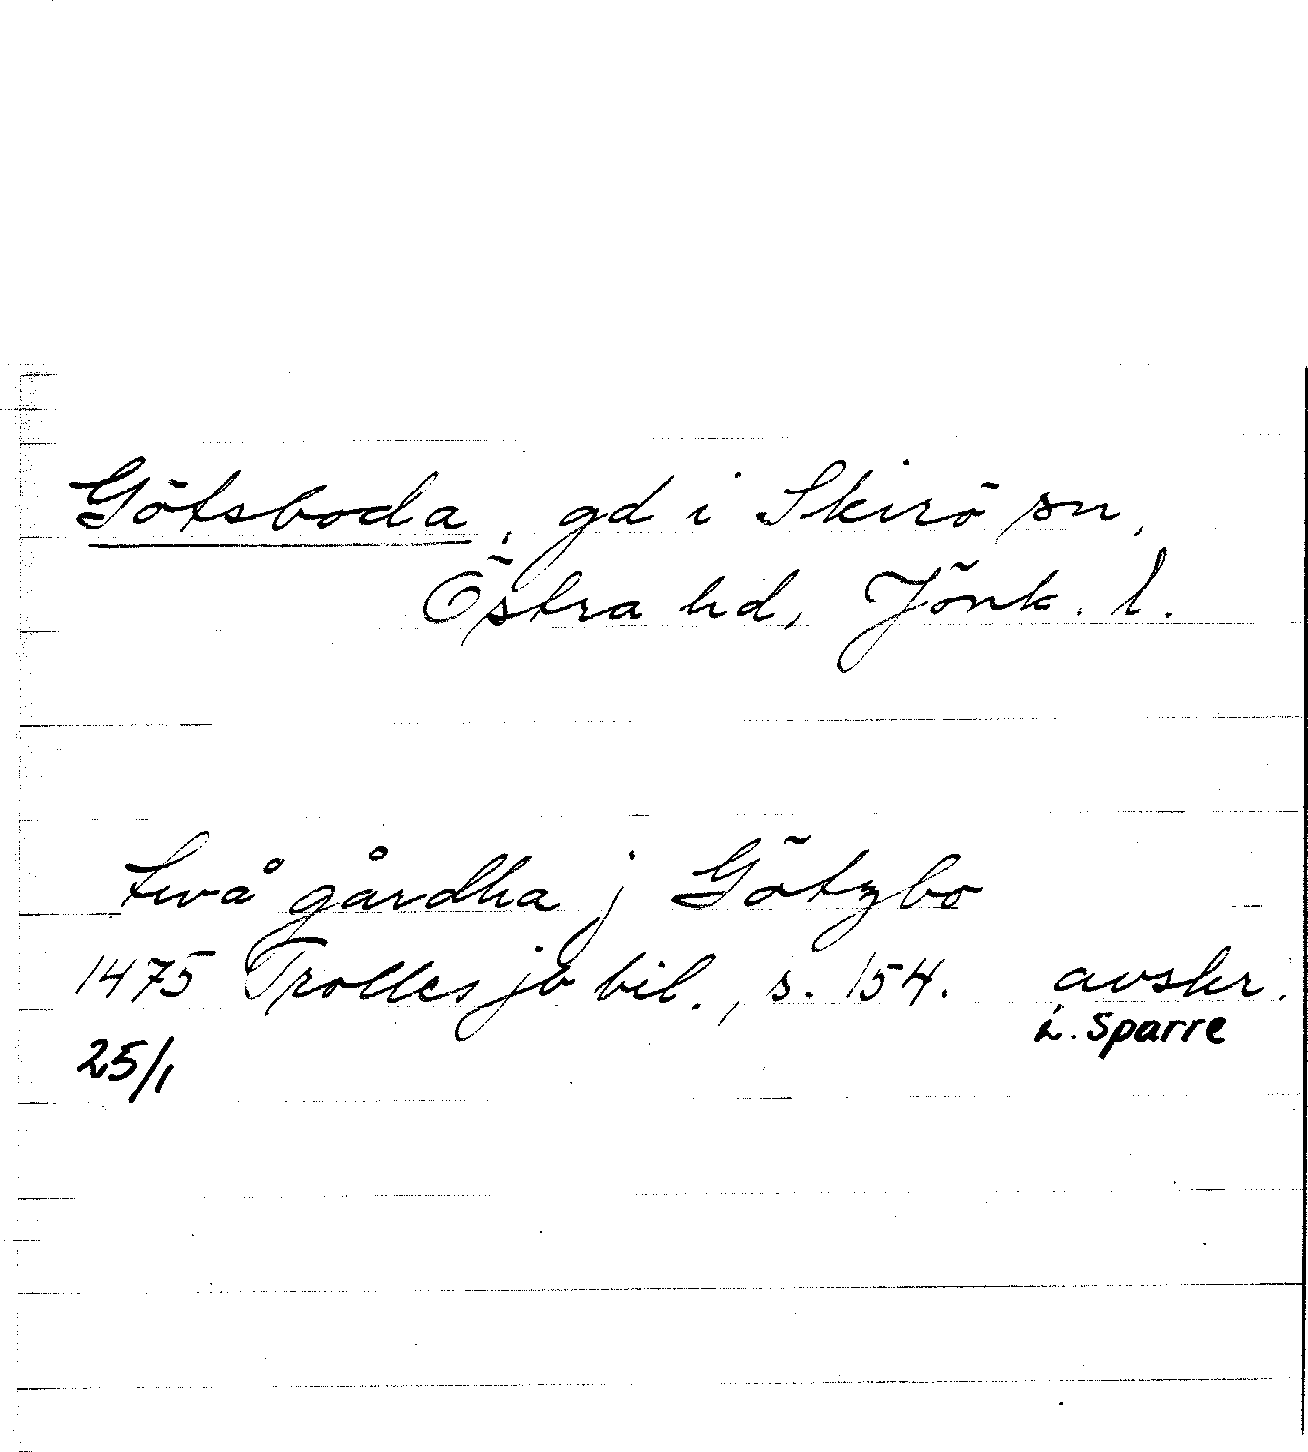 Götsboda, gd i Skirö sn,
Östra hd, Jönk. l.
två gårdha j Götzbo
1475 Trolles jb bil., s. 154. avskr.
i. Sparre
25/1